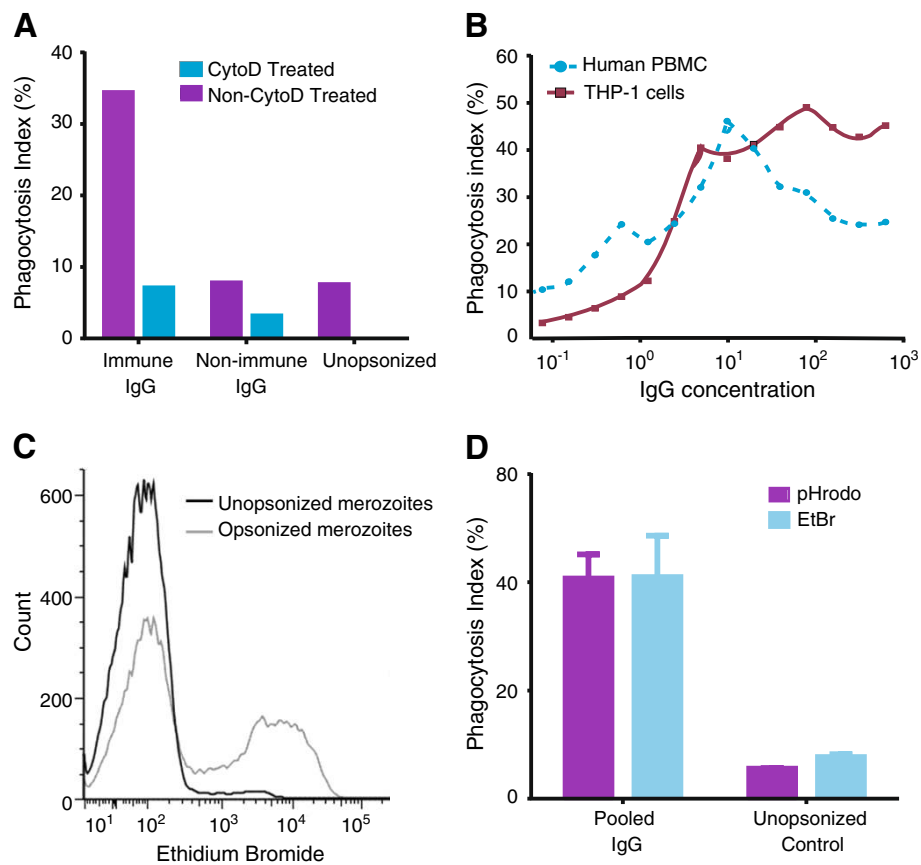 A
Phagocytosis Index (%)
40
30
20
10
0
CytoD Treated
Non-CytoD Treated
Immune
IgG
Non-immune
IgG
Unopsonized
B
Phagocytosis index (%)
60
50
40
30
20
10
0
Human PBMC
THP-1 cells
10⁻¹ 10⁰ 10¹ 10² 10³
IgG concentration
C
Count
600
400
200
0
Unopsonized merozoites
Opsonized merozoites
10¹ 10² 10³ 10⁴ 10⁵
Ethidium Bromide
D
Phagocytosis Index (%)
80
40
20
0
pHrodo
EtBr
Pooled
IgG
Unopsonized
Control